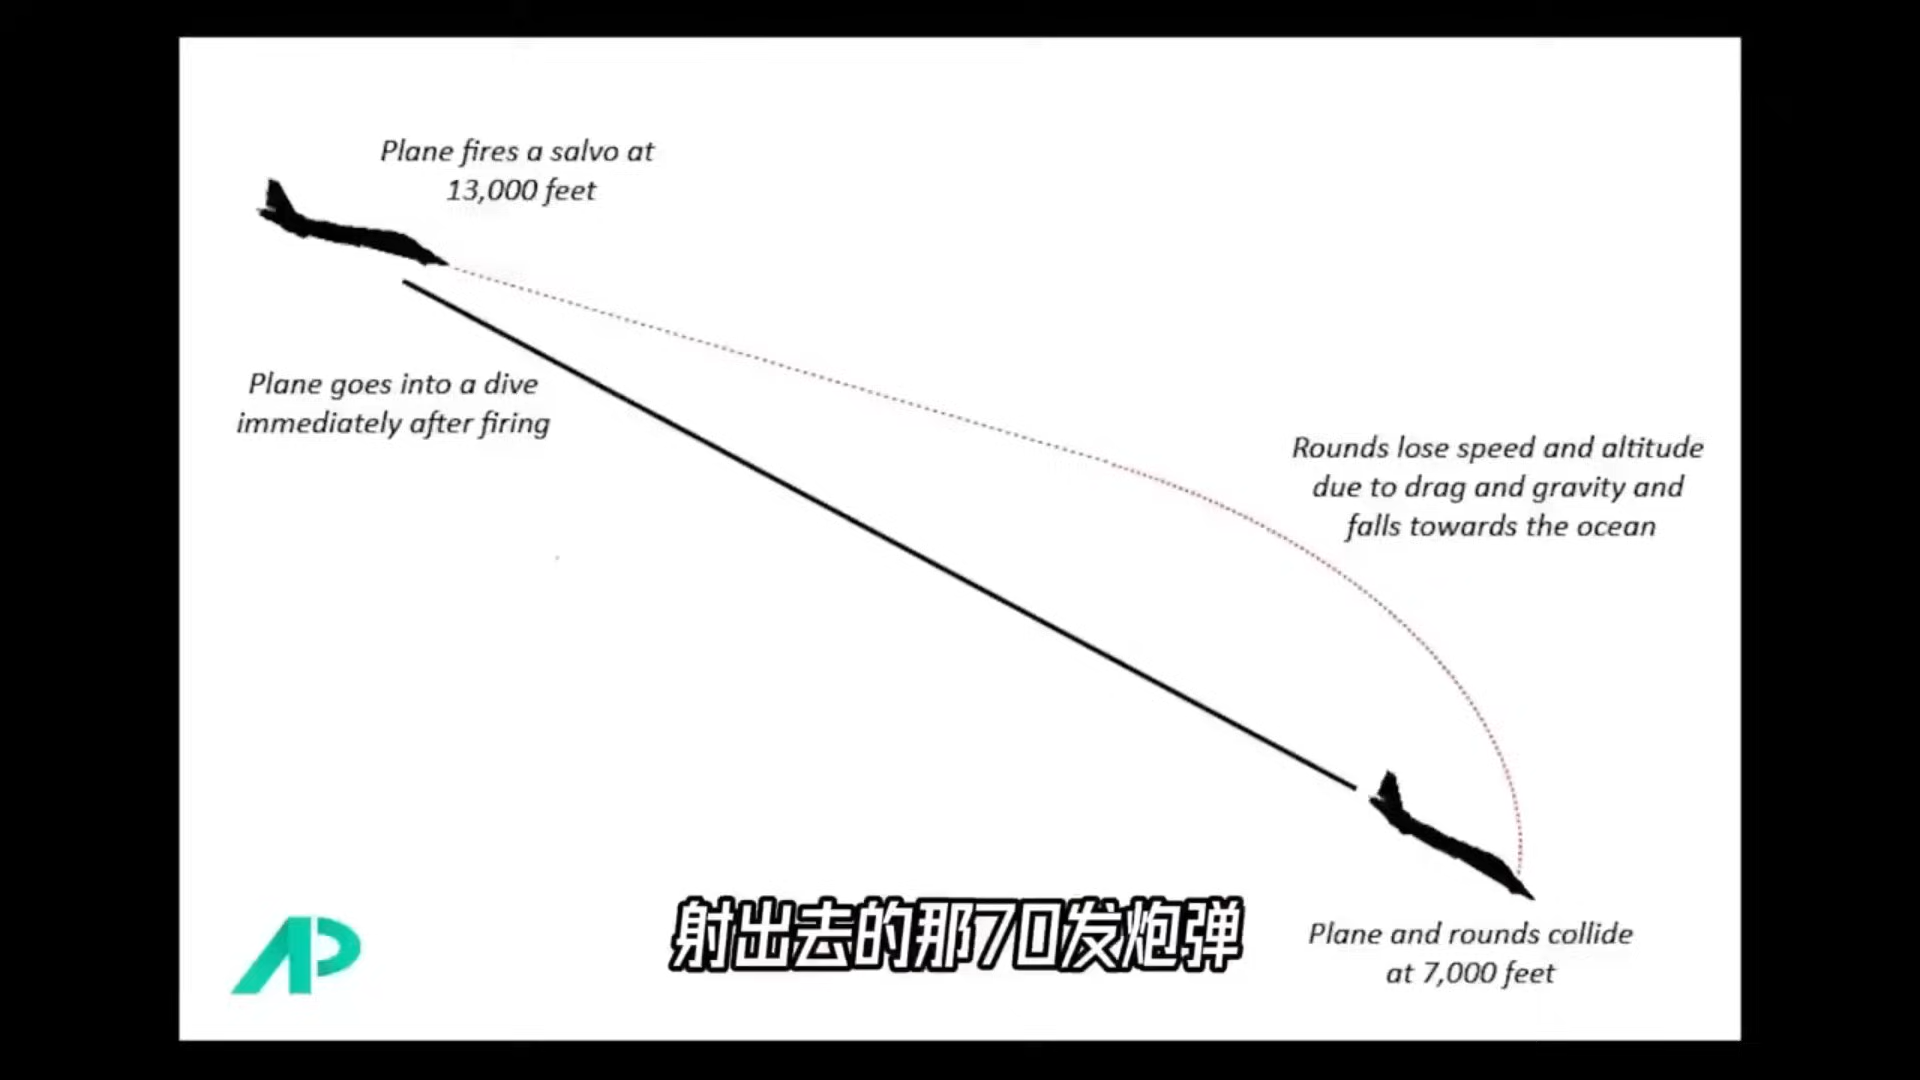 Plane fires a salvo at
13,000 feet
Plane goes into a dive
immediately after firing
Rounds lose speed and altitude
due to drag and gravity and
falls towards the ocean
Plane and rounds collide
at 7,000 feet
AP
射出去的那70发炮弹